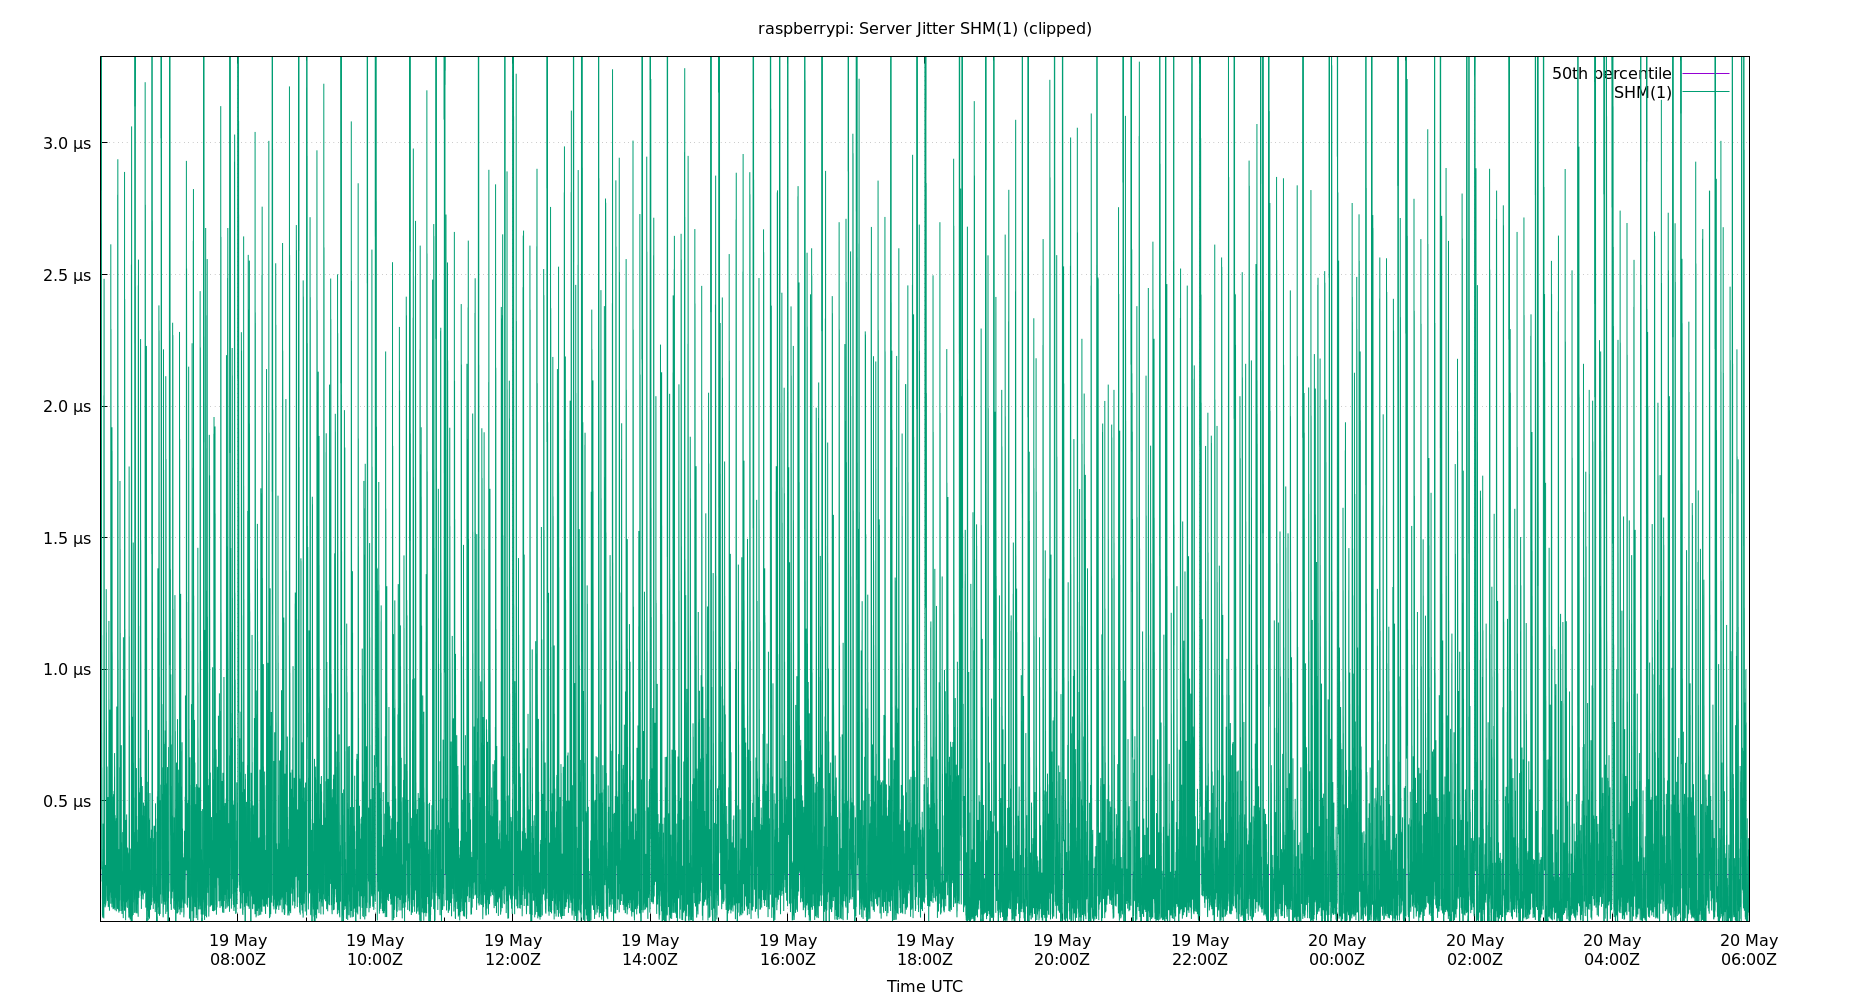 raspberrypi: Server Jitter SHM(1) (clipped)
50th percentile
SHM(1)
3.0 μs
2.5 μs
2.0 μs
1.5 μs
1.0 μs
0.5 μs
19 May 19 May 19 May 19 May 19 May 19 May 19 May 19 May 20 May 20 May 20 May 20 May
08:00Z 10:00Z 12:00Z 14:00Z 16:00Z 18:00Z 20:00Z 22:00Z 00:00Z 02:00Z 04:00Z 06:00Z
Time UTC